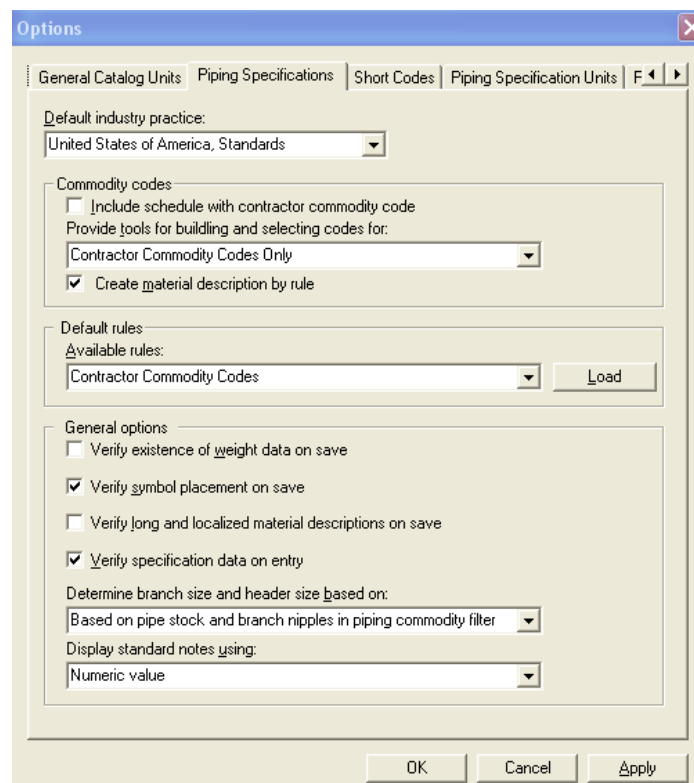 Options
General Catalog Units Piping Specifications Short Codes Piping Specification Units F
Default industry practice:
United States of America, Standards
Commodity codes
Include schedule with contractor commodity code
Provide tools for buildling and selecting codes for:
Contractor Commodity Codes Only
Create material description by rule
Default rules
Available rules:
Contractor Commodity Codes Load
General options
Verify existence of weight data on save
Verify symbol placement on save
Verify long and localized material descriptions on save
Verify specification data on entry
Determine branch size and header size based on:
Based on pipe stock and branch nipples in piping commodity filter
Display standard notes using:
Numeric value
OK Cancel Apply